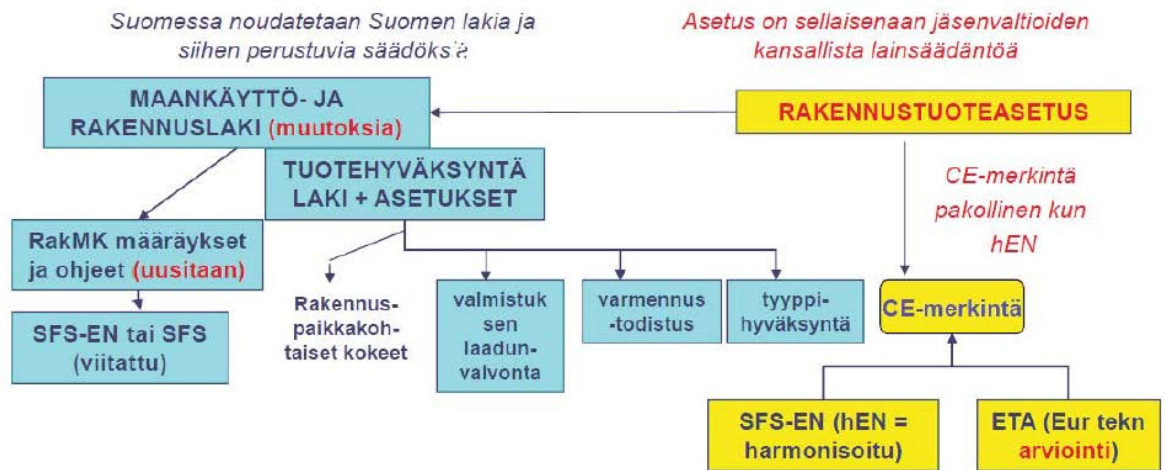 Suomessa noudatetaan Suomen lakia ja
siihen perustuvia säädöksiä
Asetus on sellaisenaan jäsenvaltioiden
kansallista lainsäädäntöä
MAANKÄYTTÖ- JA
RAKENNUSLAKI (muutoksia)
RAKENNUSTUOTEASETUS
TUOTEHYVÄKSYNTÄ
LAKI + ASETUKSET
CE-merkintä
pakollinen kun
hEN
RakMK määräykset
ja ohjeet (uusitaan)
SFS-EN tai SFS
(viitattu)
Rakennus-
paikkakoh-
taiset kokeet
valmistuk
sen
laadun-
valvonta
varmennus
-todistus
tyyppi-
hyväksyntä
CE-merkintä
SFS-EN (hEN =
harmonisoitu)
ETA (Eur tekn
arviointi)